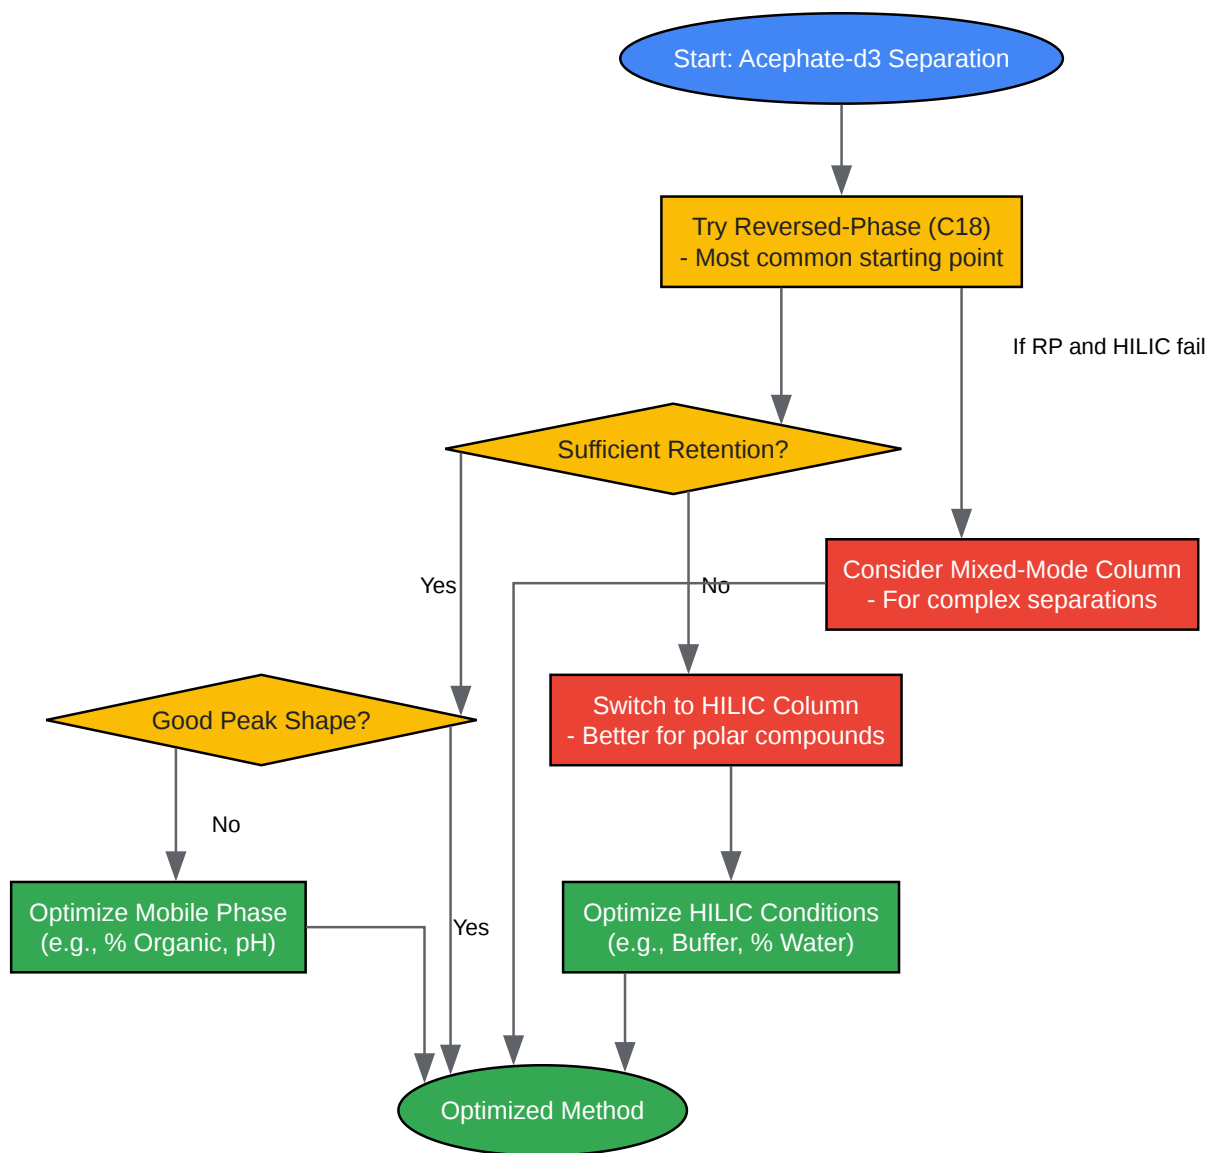 Start: Acephate-d3 Separation
Try Reversed-Phase (C18)
- Most common starting point
If RP and HILIC fail
Sufficient Retention?
Yes
No
Consider Mixed-Mode Column
- For complex separations
Good Peak Shape?
Switch to HILIC Column
- Better for polar compounds
No
Optimize Mobile Phase
(e.g., % Organic, pH)
Yes
Optimize HILIC Conditions
(e.g., Buffer, % Water)
Optimized Method